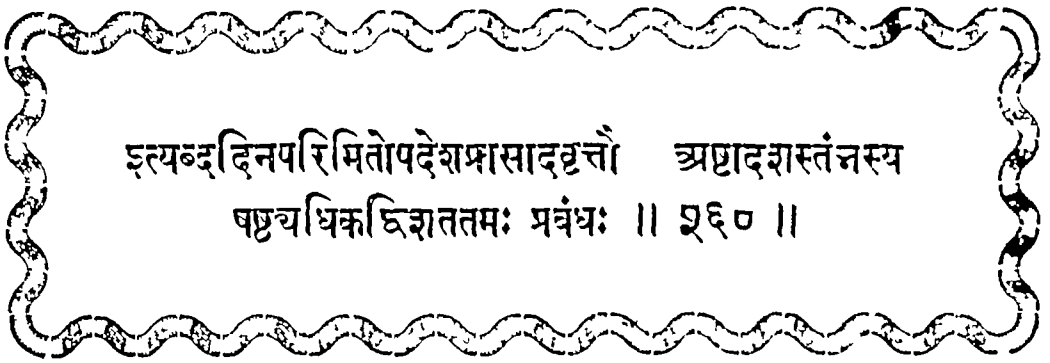 इत्यब्ददिनपरिमितोपदेशप्रासादवृत्तौ अष्टादशस्तंभस्य
षष्ट्यधिकद्विशततमः प्रबंधः ॥ २६० ॥